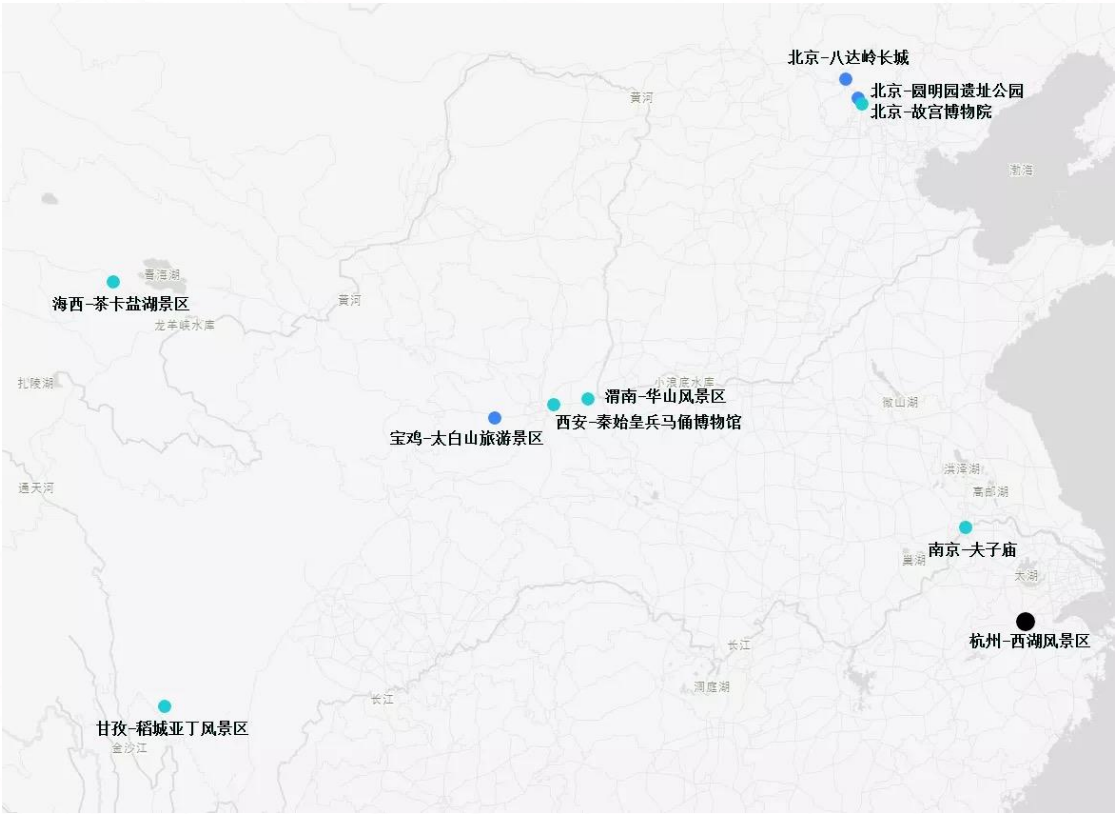 北京-八达岭长城
北京-圆明园遗址公园
黄河
北京-故宫博物院
渤海
青海湖
海西-茶卡盐湖景区
黄河
龙羊峡水库
扎陵湖
小浪底水库
渭南-华山风景区
微山湖
西安-秦始皇兵马俑博物馆
宝鸡-太白山旅游景区
洪泽湖
通天河
高邮湖
南京-夫子庙
巢湖
太湖
杭州-西湖风景区
长江
洞庭湖
长江
甘孜-稻城亚丁风景区
金沙江